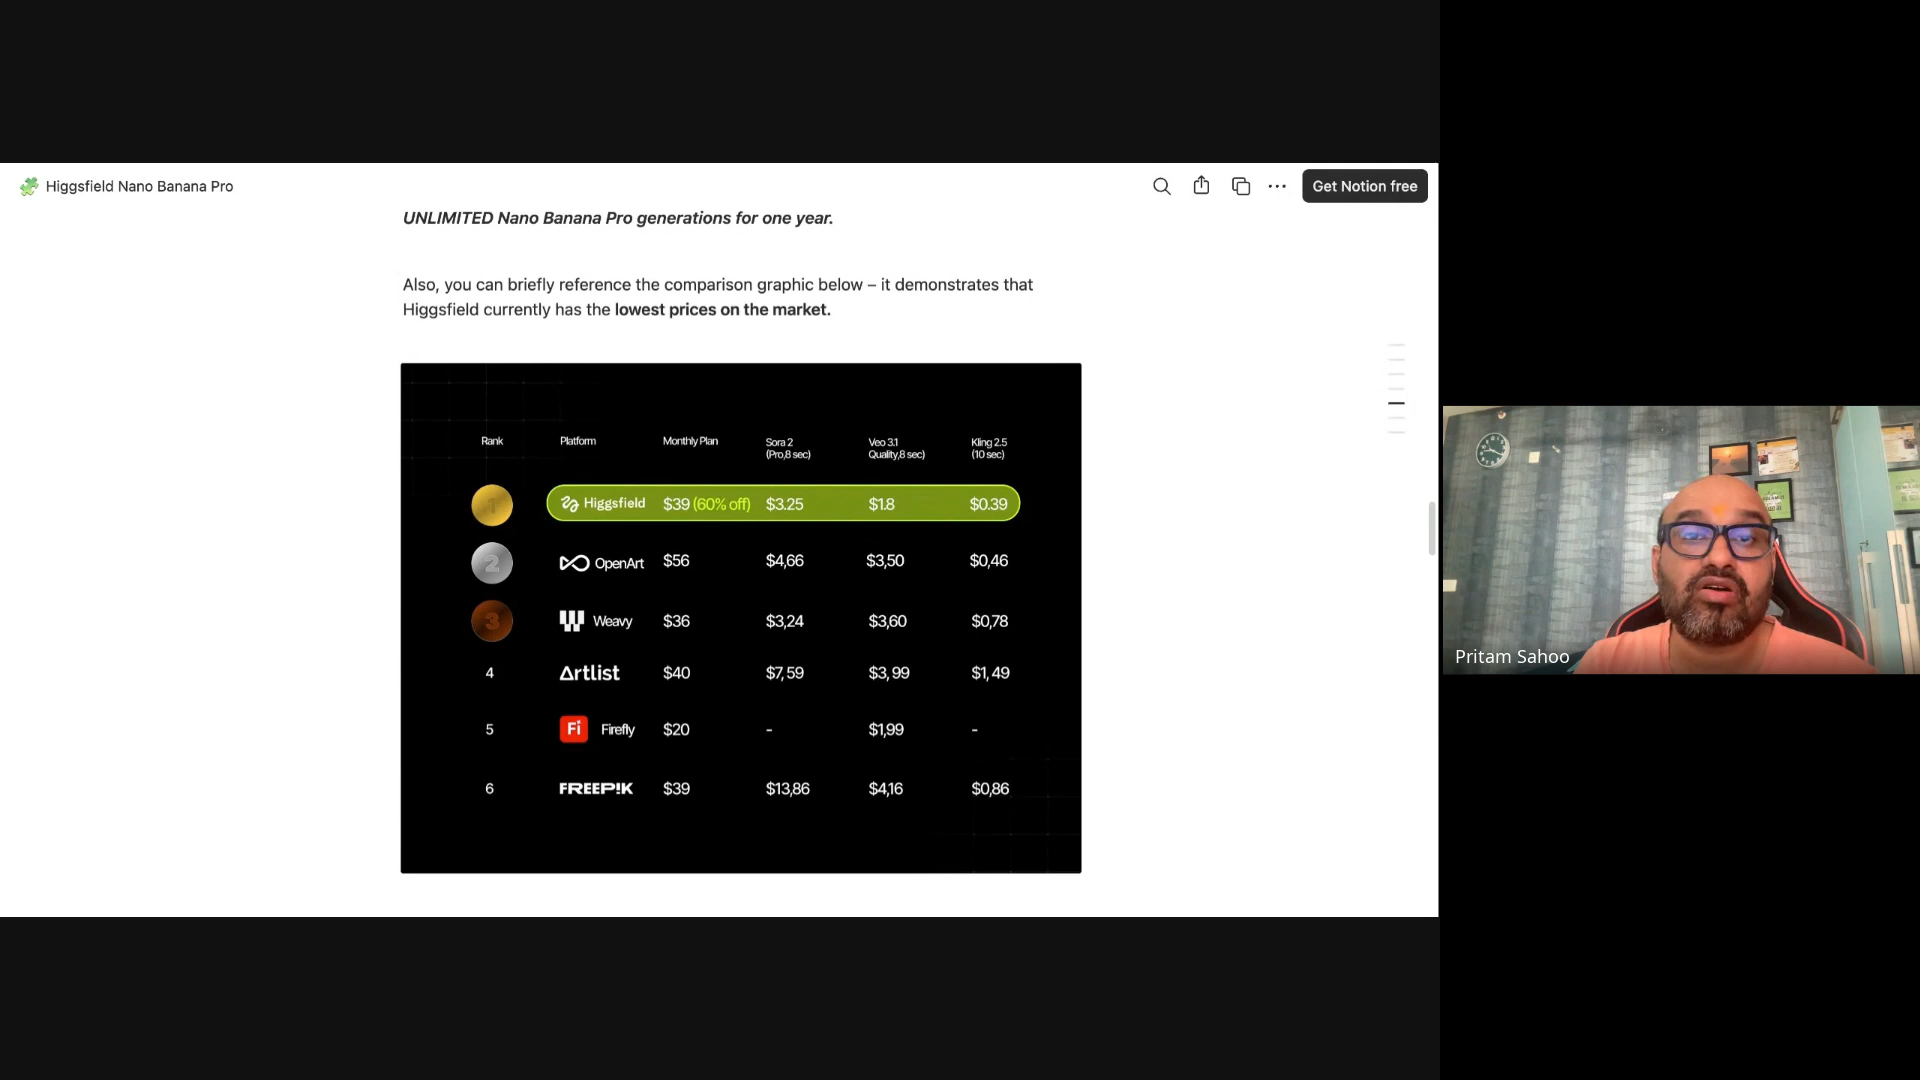 Higgsfield Nano Banana Pro
Get Notion free
UNLIMITED Nano Banana Pro generations for one year.
Also, you can briefly reference the comparison graphic below – it demonstrates that
Higgsfield currently has the lowest prices on the market.
Rank Platform Monthly Plan Sora 2 (Pro,8 sec) Veo 3.1 Quality,8 sec) Kling 2.5 (10 sec)
1 Higgsfield $39 (60% off) $3.25 $1.8 $0.39
2 OpenArt $56 $4,66 $3,50 $0,46
3 Weavy $36 $3,24 $3,60 $0,78
4 Artlist $40 $7,59 $3,99 $1,49
5 Fi Firefly $20 - $1,99 -
6 FREEP!K $39 $13,86 $4,16 $0,86
Pritam Sahoo